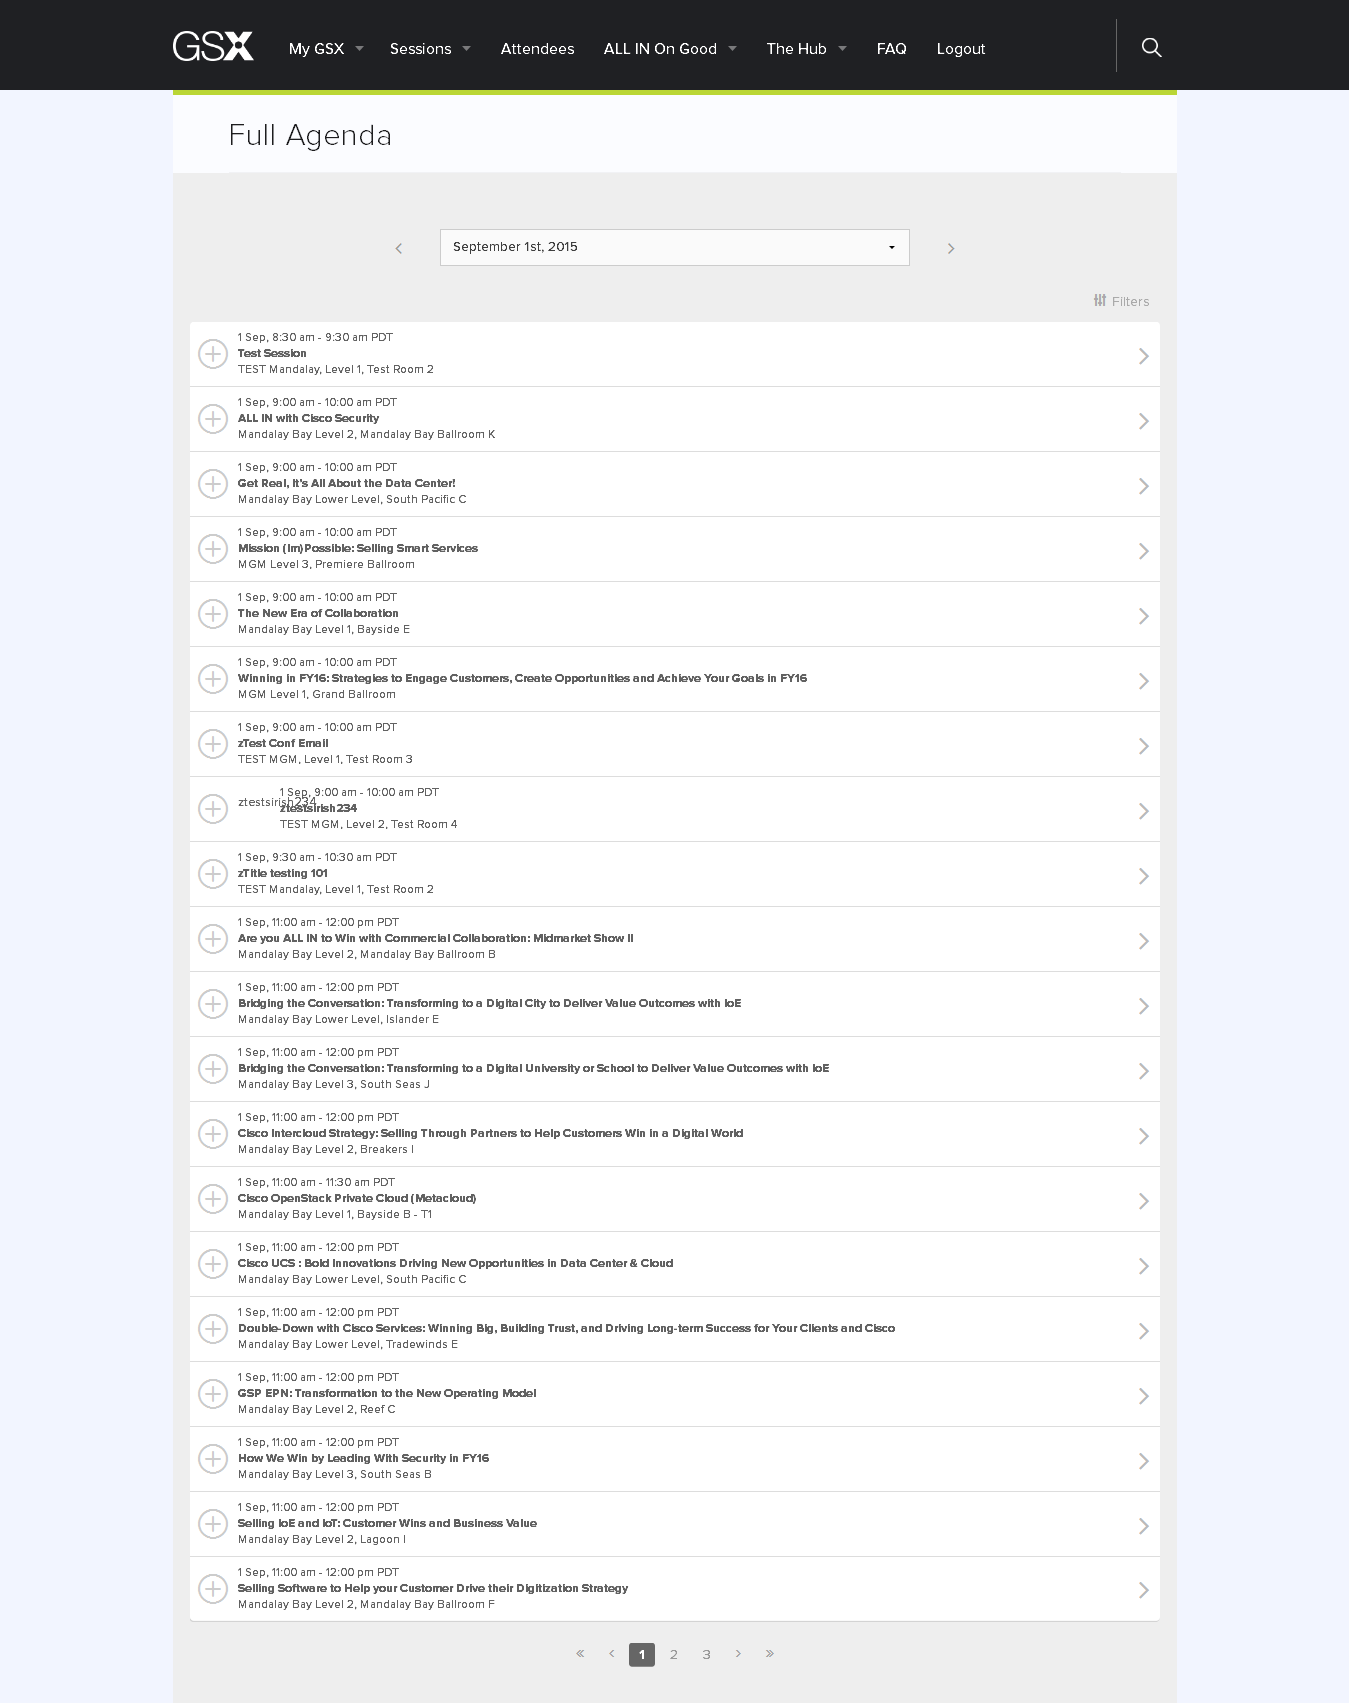 GSX My GSX Sessions Attendees ALL IN On Good The Hub FAQ Logout
Full Agenda
September 1st, 2015
Filters
1 Sep, 8:30 am - 9:30 am PDT
Test Session
TEST Mandalay, Level 1, Test Room 2
1 Sep, 9:00 am - 10:00 am PDT
ALL IN with Cisco Security
Mandalay Bay Level 2, Mandalay Bay Ballroom K
1 Sep, 9:00 am - 10:00 am PDT
Get Real, It's All About the Data Center!
Mandalay Bay Lower Level, South Pacific C
1 Sep, 9:00 am - 10:00 am PDT
Mission (Im)Possible: Selling Smart Services
MGM Level 3, Premiere Ballroom
1 Sep, 9:00 am - 10:00 am PDT
The New Era of Collaboration
Mandalay Bay Level 1, Bayside E
1 Sep, 9:00 am - 10:00 am PDT
Winning in FY16: Strategies to Engage Customers, Create Opportunities and Achieve Your Goals in FY16
MGM Level 1, Grand Ballroom
1 Sep, 9:00 am - 10:00 am PDT
zTest Conf Email
TEST MGM, Level 1, Test Room 3
1 Sep, 9:00 am - 10:00 am PDT
ztestsirish234
ztestsirish234
TEST MGM, Level 2, Test Room 4
1 Sep, 9:30 am - 10:30 am PDT
zTitle testing 101
TEST Mandalay, Level 1, Test Room 2
1 Sep, 11:00 am - 12:00 pm PDT
Are you ALL IN to Win with Commercial Collaboration: Midmarket Show II
Mandalay Bay Level 2, Mandalay Bay Ballroom B
1 Sep, 11:00 am - 12:00 pm PDT
Bridging the Conversation: Transforming to a Digital City to Deliver Value Outcomes with IoE
Mandalay Bay Lower Level, Islander E
1 Sep, 11:00 am - 12:00 pm PDT
Bridging the Conversation: Transforming to a Digital University or School to Deliver Value Outcomes with IoE
Mandalay Bay Level 3, South Seas J
1 Sep, 11:00 am - 12:00 pm PDT
Cisco Intercloud Strategy: Selling Through Partners to Help Customers Win in a Digital World
Mandalay Bay Level 2, Breakers I
1 Sep, 11:00 am - 11:30 am PDT
Cisco OpenStack Private Cloud (Metacloud)
Mandalay Bay Level 1, Bayside B - T1
1 Sep, 11:00 am - 12:00 pm PDT
Cisco UCS : Bold Innovations Driving New Opportunities in Data Center & Cloud
Mandalay Bay Lower Level, South Pacific C
1 Sep, 11:00 am - 12:00 pm PDT
Double-Down with Cisco Services: Winning Big, Building Trust, and Driving Long-term Success for Your Clients and Cisco
Mandalay Bay Lower Level, Tradewinds E
1 Sep, 11:00 am - 12:00 pm PDT
GSP EPN: Transformation to the New Operating Model
Mandalay Bay Level 2, Reef C
1 Sep, 11:00 am - 12:00 pm PDT
How We Win by Leading With Security in FY16
Mandalay Bay Level 3, South Seas B
1 Sep, 11:00 am - 12:00 pm PDT
Selling IoE and IoT: Customer Wins and Business Value
Mandalay Bay Level 2, Lagoon I
1 Sep, 11:00 am - 12:00 pm PDT
Selling Software to Help your Customer Drive their Digitization Strategy
Mandalay Bay Level 2, Mandalay Bay Ballroom F
« ‹ 1 2 3 › »